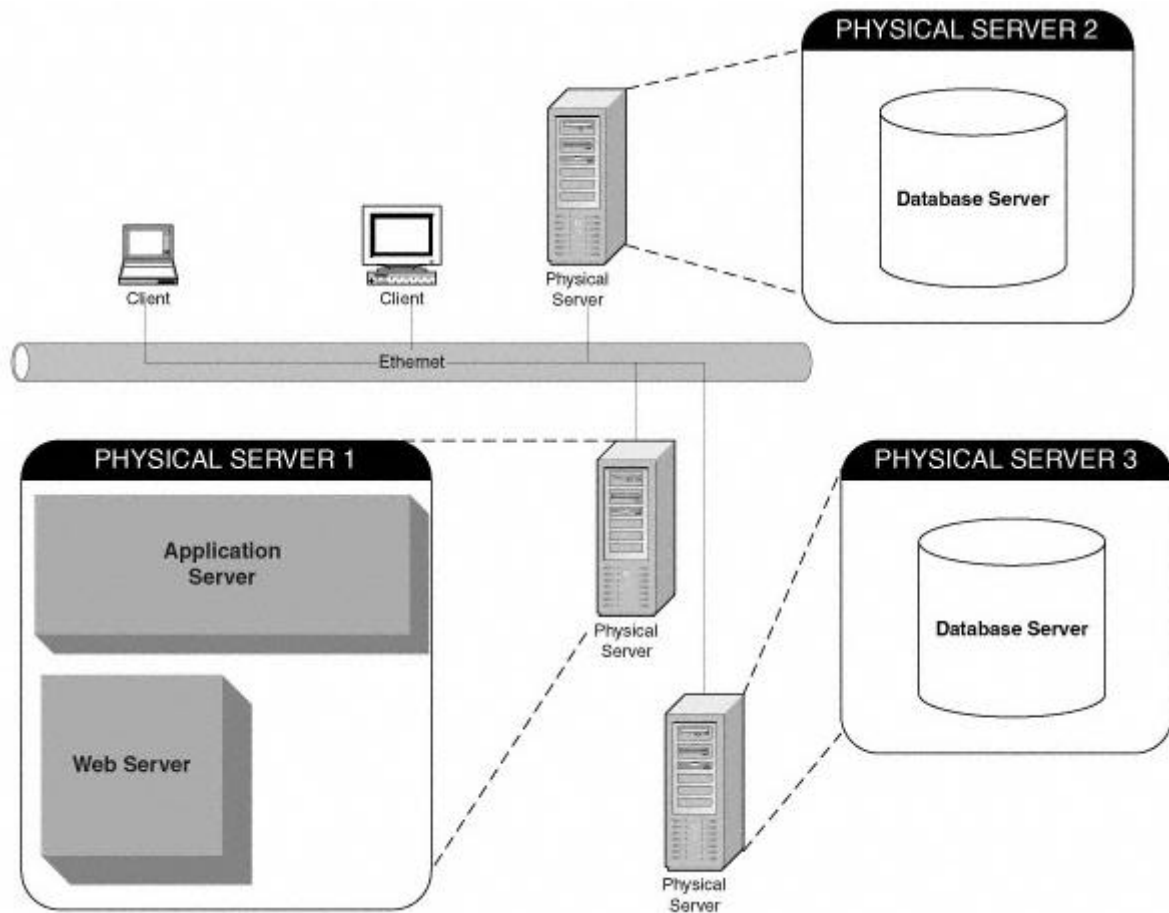 PHYSICAL SERVER 2
Database Server
Client
Client
Physical
Server
Ethernet
PHYSICAL SERVER 1
Application
Server
Web Server
Physical
Server
PHYSICAL SERVER 3
Database Server
Physical
Server